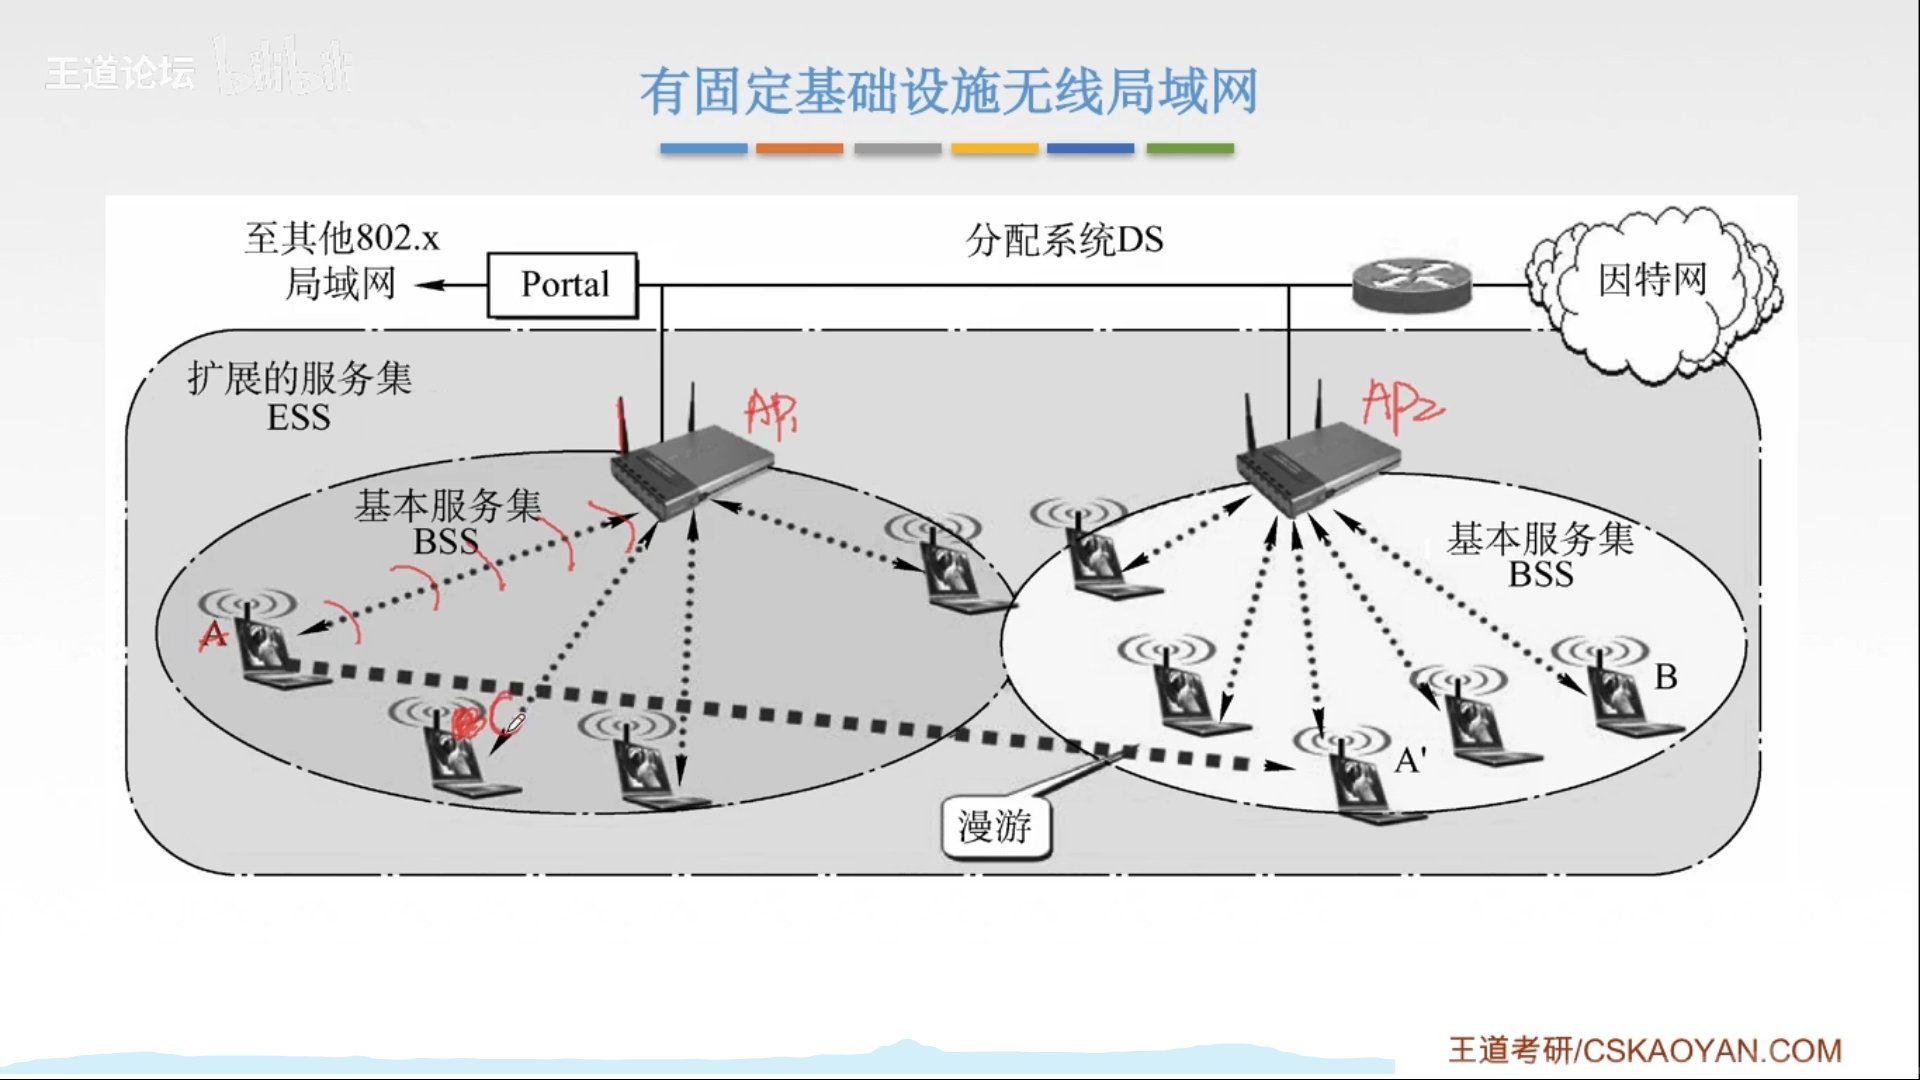 王道论坛 bilibili
有固定基础设施无线局域网
至其他802.x
局域网
Portal
分配系统DS
因特网
扩展的服务集
ESS
AP1
AP2
基本服务集
BSS
基本服务集
BSS
A
C
B
A'
漫游
王道考研/CSKAOYAN.COM